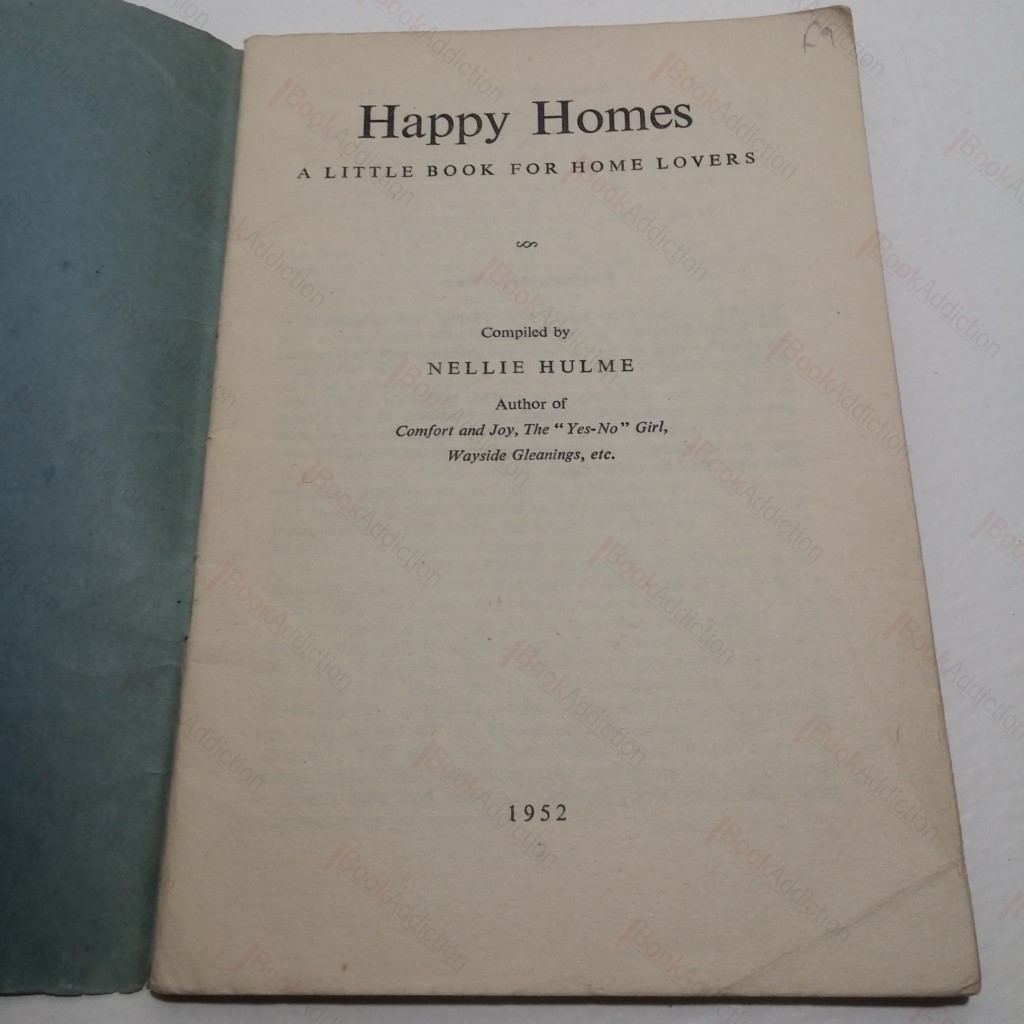 Happy Homes
A LITTLE BOOK FOR HOME LOVERS
Compiled by
NELLIE HULME
Author of
Comfort and Joy, The "Yes-No" Girl,
Wayside Gleanings, etc.
1952
BookAddiction